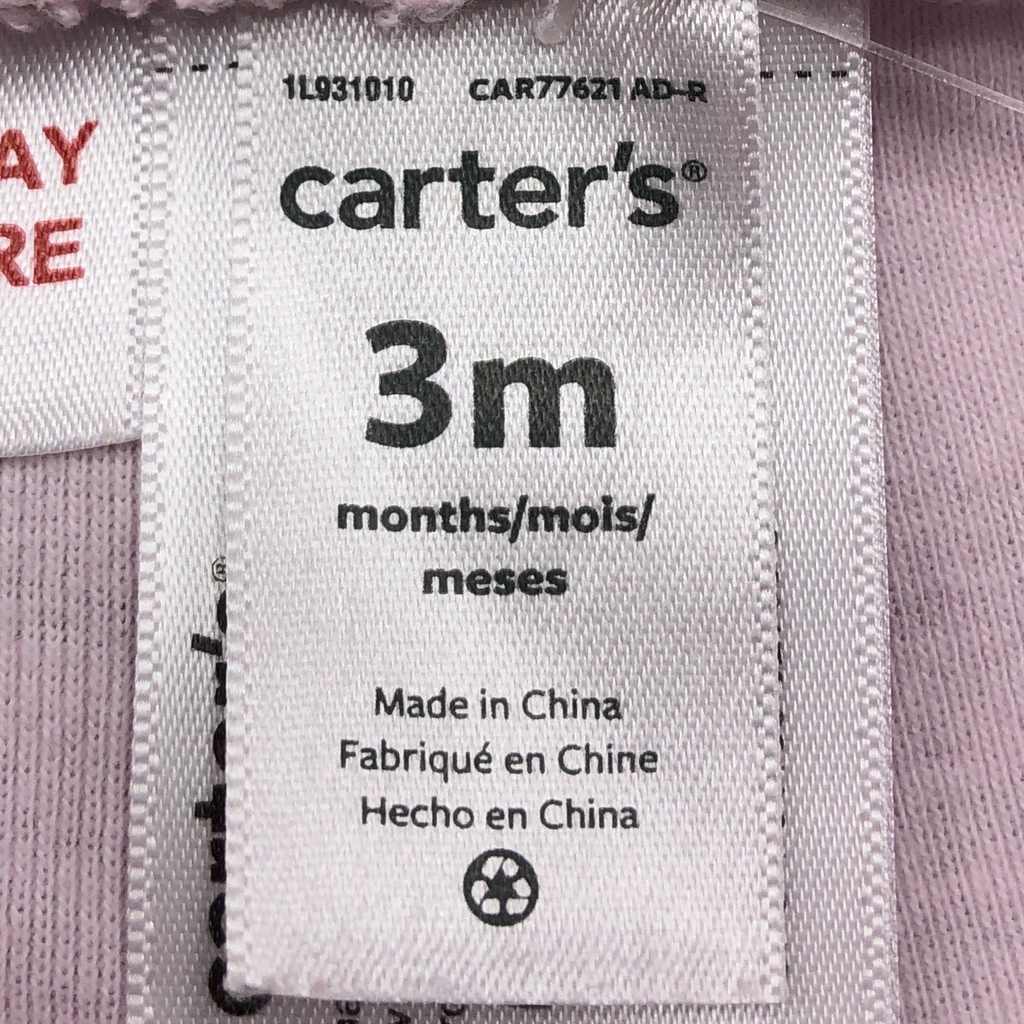 1L931010 CAR77621 AD-R
carter's®
3m
months/mois/
meses
Made in China
Fabriqué en Chine
Hecho en China
AY
RE
carter's®